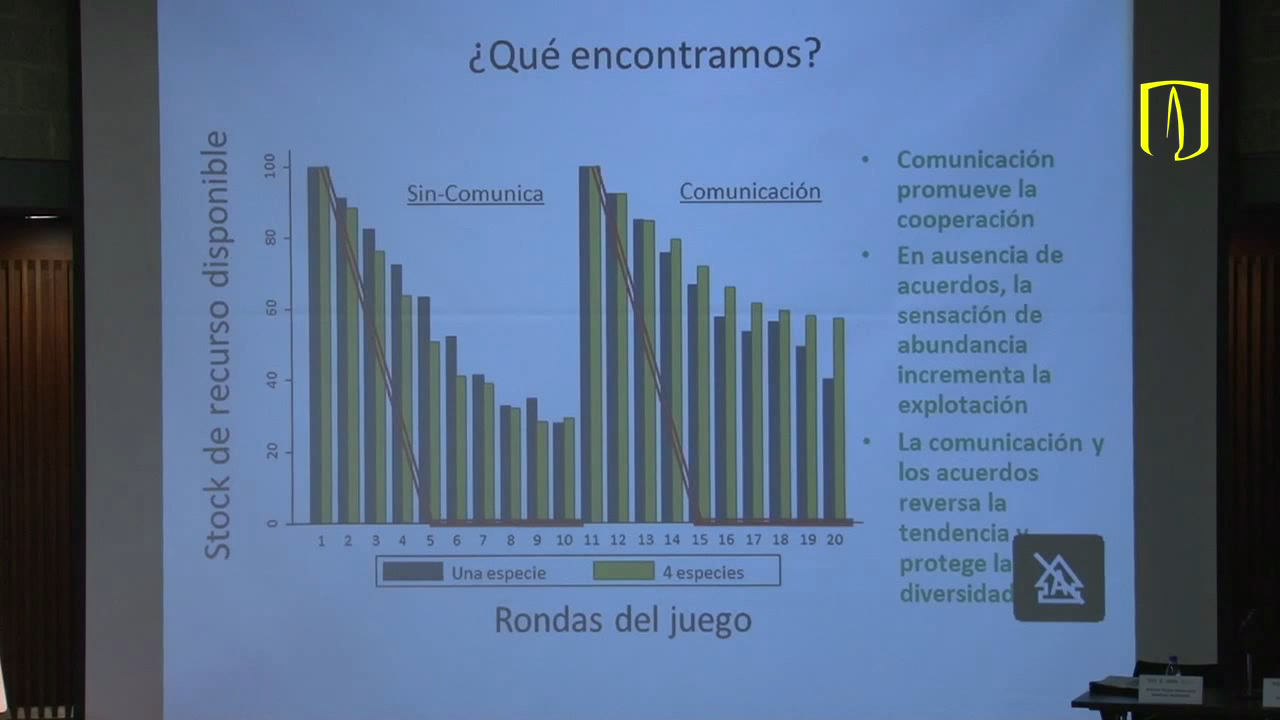 ¿Qué encontramos?
Stock de recurso disponible
100
80
60
40
20
0
Sin-Comunica
Comunicación
1 2 3 4 5 6 7 8 9 10 11 12 13 14 15 16 17 18 19 20
Una especie 4 especies
Rondas del juego
• Comunicación
promueve la
cooperación
• En ausencia de
acuerdos, la
sensación de
abundancia
incrementa la
explotación
• La comunicación y
los acuerdos
reversa la
tendencia y
protege la
diversidad